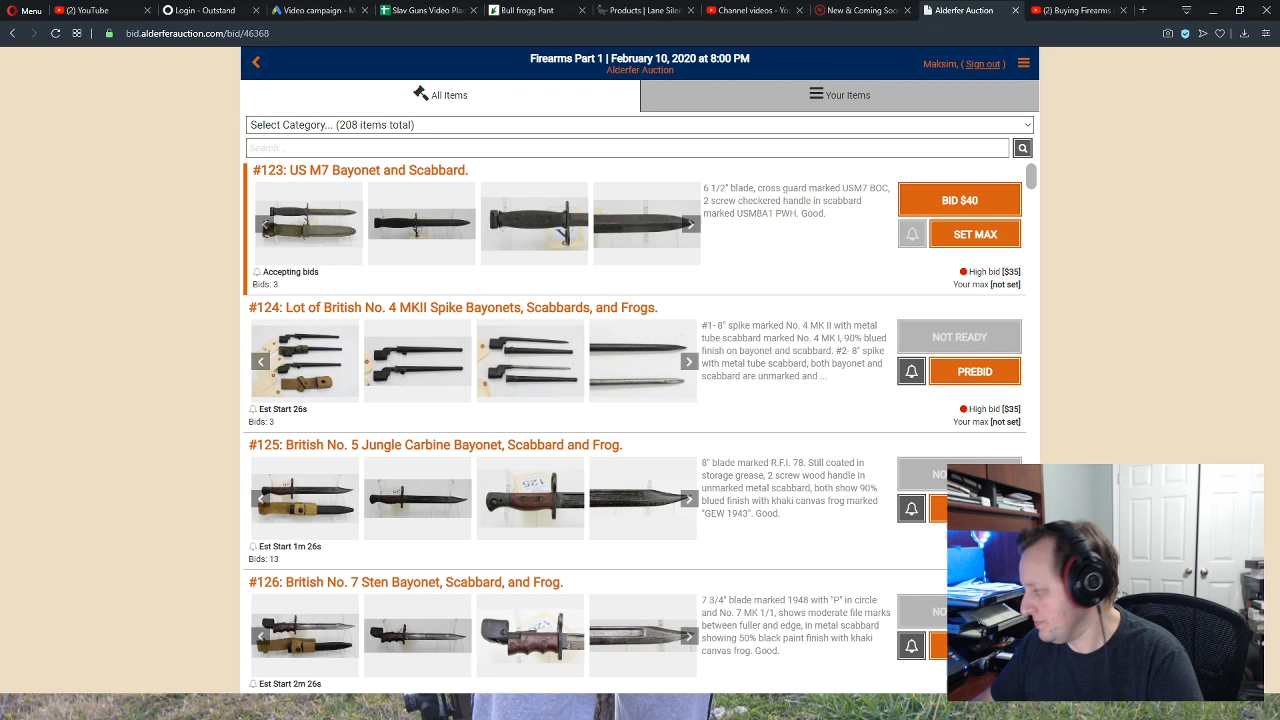 Menu
(2) YouTube
Login - Outstand
Video campaign - M
Slav Guns Video Plan
Bull frogg Pant
Products | Lane Silen
Channel videos - Yo
New & Coming Soo
Alderfer Auction
(2) Buying Firearms
bid.alderferauction.com/bid/46368
Firearms Part 1 | February 10, 2020 at 8:00 PM
Alderfer Auction
Maksim, ( Sign out )
All Items
Your Items
Select Category... (208 items total)
Search...
#123: US M7 Bayonet and Scabbard.
6 1/2" blade, cross guard marked USM7 BOC,
2 screw checkered handle in scabbard
marked USM8A1 PWH. Good.
BID $40
SET MAX
Accepting bids
Bids: 3
High bid [$35]
Your max [not set]
#124: Lot of British No. 4 MKII Spike Bayonets, Scabbards, and Frogs.
#1- 8" spike marked No. 4 MK II with metal
tube scabbard marked No. 4 MK I, 90% blued
finish on bayonet and scabbard. #2- 8" spike
with metal tube scabbard, both bayonet and
scabbard are unmarked and ...
NOT READY
PREBID
Est Start 26s
Bids: 3
High bid [$35]
Your max [not set]
#125: British No. 5 Jungle Carbine Bayonet, Scabbard and Frog.
125
8" blade marked R.F.i. 78. Still coated in
storage grease, 2 screw wood handle in
unmarked metal scabbard, both show 90%
blued finish with khaki canvas frog marked
"GEW 1943". Good.
NO
Est Start 1m 26s
Bids: 13
#126: British No. 7 Sten Bayonet, Scabbard, and Frog.
7 3/4" blade marked 1948 with "P" in circle
and No. 7 MK 1/1, shows moderate file marks
between fuller and edge, in metal scabbard
showing 50% black paint finish with khaki
canvas frog. Good.
NO
Est Start 2m 26s